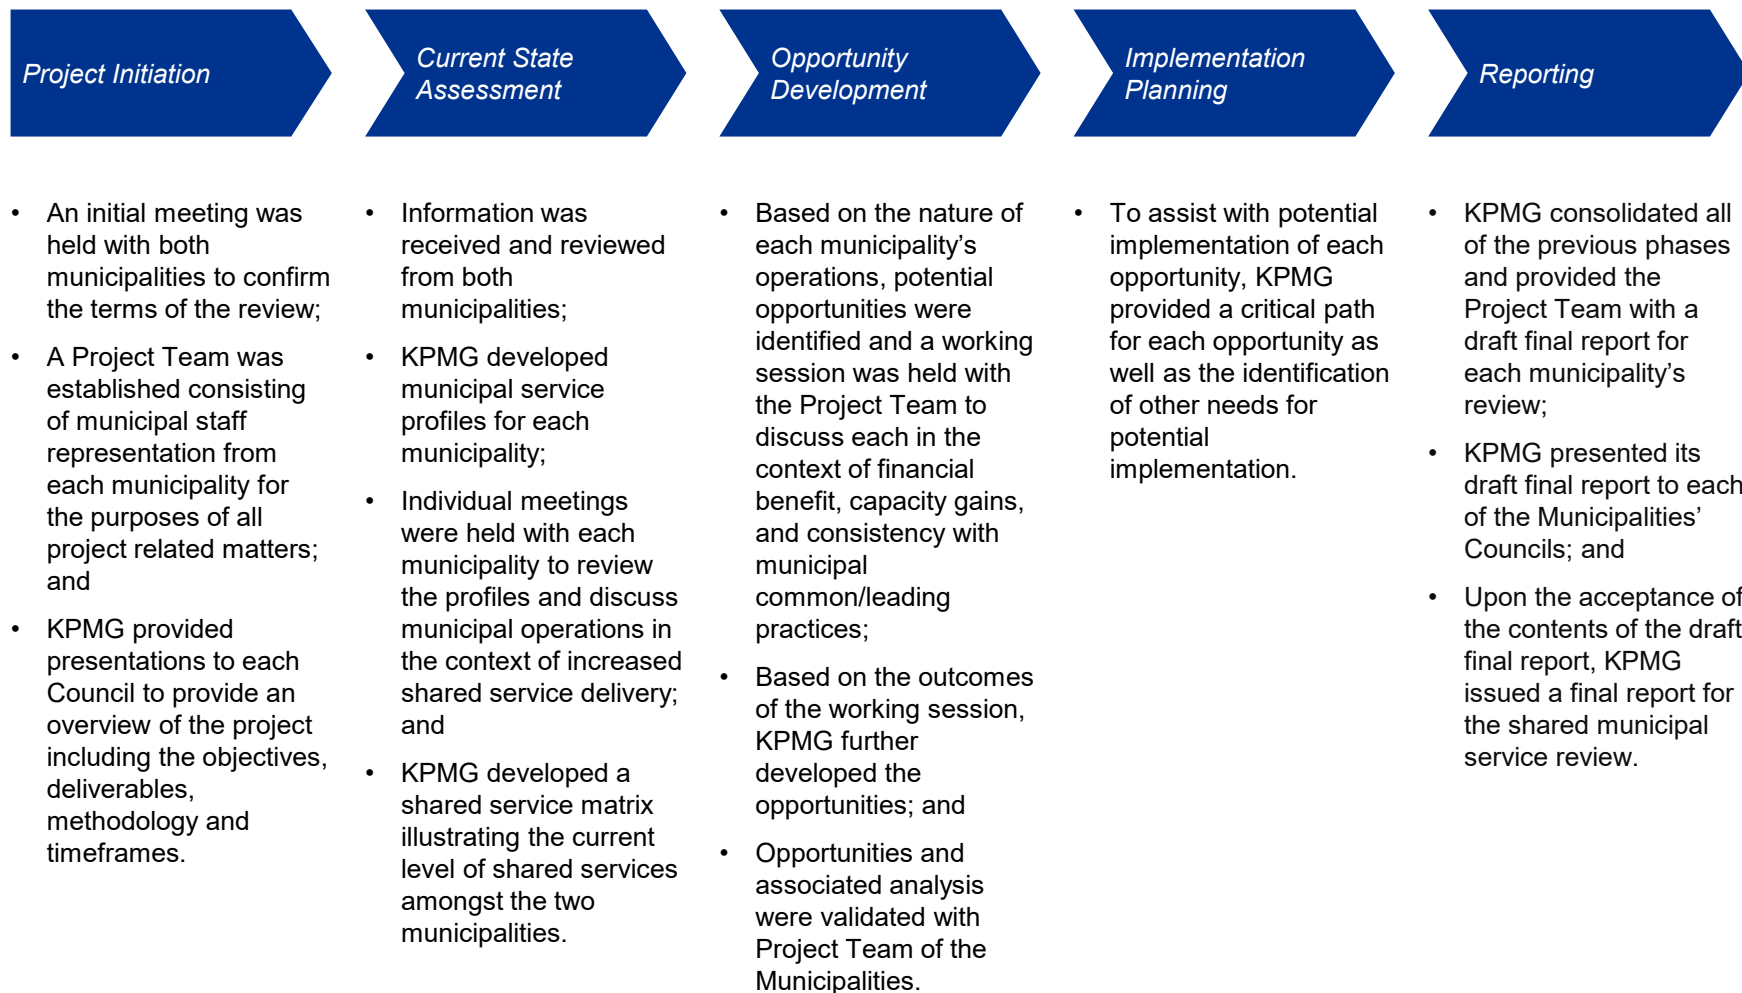 Project Initiation
Current State
Assessment
Opportunity
Development
Implementation
Planning
Reporting
• An initial meeting was
held with both
municipalities to confirm
the terms of the review;
• A Project Team was
established consisting
of municipal staff
representation from
each municipality for
the purposes of all
project related matters;
and
• KPMG provided
presentations to each
Council to provide an
overview of the project
including the objectives,
deliverables,
methodology and
timeframes.
• Information was
received and reviewed
from both
municipalities;
• KPMG developed
municipal service
profiles for each
municipality;
• Individual meetings
were held with each
municipality to review
the profiles and discuss
municipal operations in
the context of increased
shared service delivery;
and
• KPMG developed a
shared service matrix
illustrating the current
level of shared services
amongst the two
municipalities.
• Based on the nature of
each municipality’s
operations, potential
opportunities were
identified and a working
session was held with
the Project Team to
discuss each in the
context of financial
benefit, capacity gains,
and consistency with
municipal
common/leading
practices;
• Based on the outcomes
of the working session,
KPMG further
developed the
opportunities; and
• Opportunities and
associated analysis
were validated with
Project Team of the
Municipalities.
• To assist with potential
implementation of each
opportunity, KPMG
provided a critical path
for each opportunity as
well as the identification
of other needs for
potential
implementation.
• KPMG consolidated all
of the previous phases
and provided the
Project Team with a
draft final report for
each municipality’s
review;
• KPMG presented its
draft final report to each
of the Municipalities’
Councils; and
• Upon the acceptance of
the contents of the draft
final report, KPMG
issued a final report for
the shared municipal
service review.